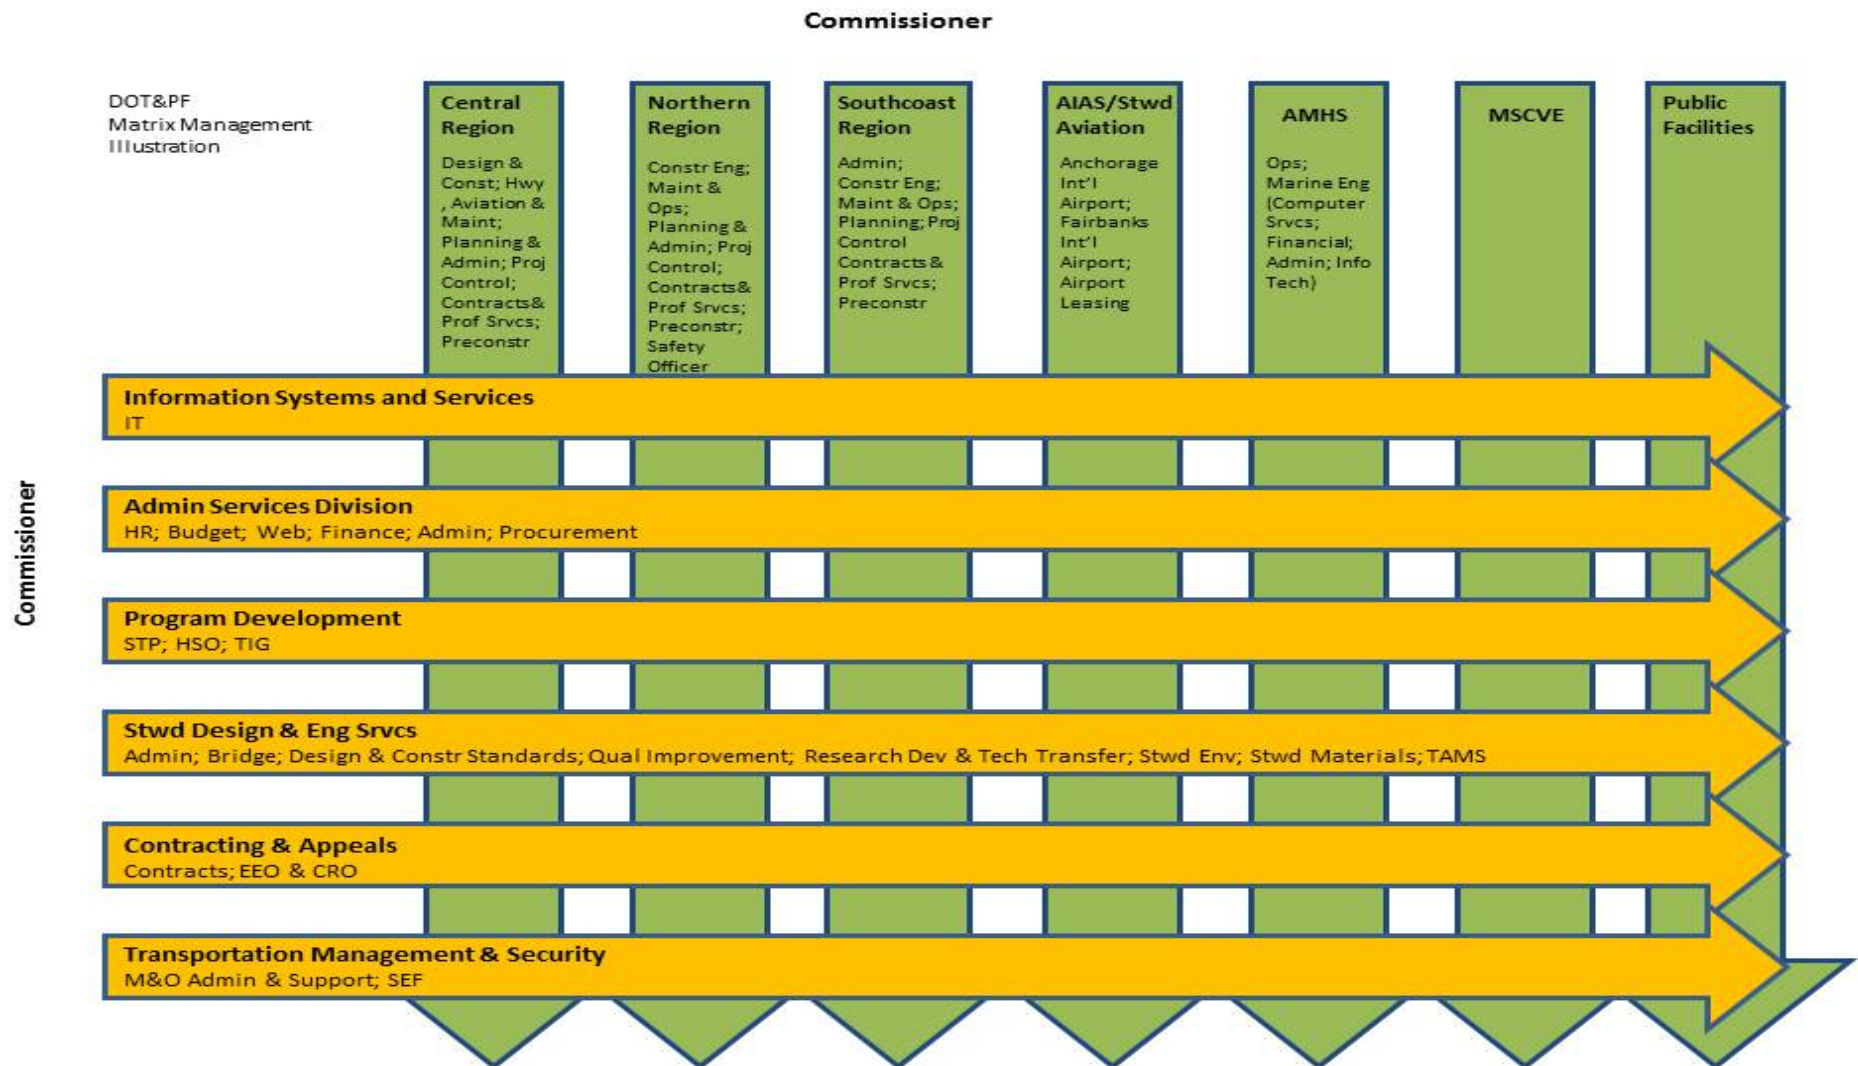 Commissioner
DOT&PF
Matrix Management
Illlustration
Central
Region
Design &
Const; Hwy
, Aviation &
Maint;
Planning &
Admin; Proj
Control;
Contracts&
Prof Srvcs;
Preconstr
Northern
Region
Constr Eng;
Maint &
Ops;
Planning &
Admin; Proj
Control;
Contracts&
Prof Srvcs;
Preconstr;
Safety
Officer
Southcoast
Region
Admin;
Constr Eng;
Maint & Ops;
Planning; Proj
Control
Contracts &
Prof Srvcs;
Preconstr
AIAS/Stwd
Aviation
Anchorage
Int'l
Airport;
Fairbanks
Int'l
Airport;
Airport
Leasing
AMHS
Ops;
Marine Eng
(Computer
Srvcs;
Financial;
Admin; Info
Tech)
MSCVE
Public
Facilities
Commissioner
Information Systems and Services
IT
Admin Services Division
HR; Budget; Web; Finance; Admin; Procurement
Program Development
STP; HSO; TIG
Stwd Design & Eng Srvcs
Admin; Bridge; Design & Constr Standards; Qual Improvement; Research Dev & Tech Transfer; Stwd Env; Stwd Materials; TAMS
Contracting & Appeals
Contracts; EEO & CRO
Transportation Management & Security
M&O Admin & Support; SEF